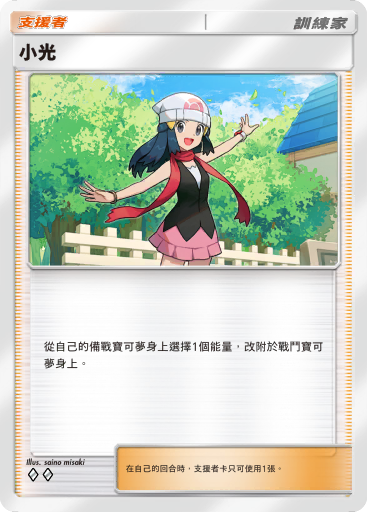 支援者
訓練家
小光
從自己的備戰寶可夢身上選擇1個能量，改附於戰鬥寶可
夢身上。
Illus. saino misaki
在自己的回合時，支援者卡只可使用1張。